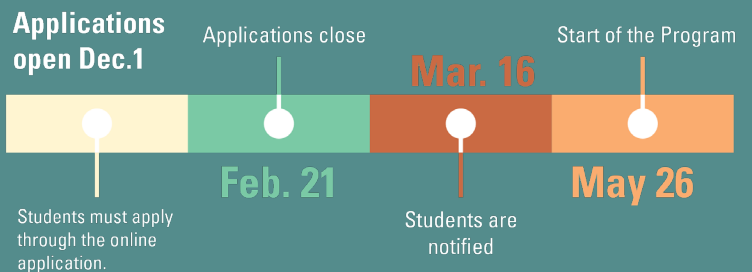 Applications
open Dec.1
Students must apply
through the online
application.
Applications close
Feb. 21
Mar. 16
Students are
notified
Start of the Program
May 26